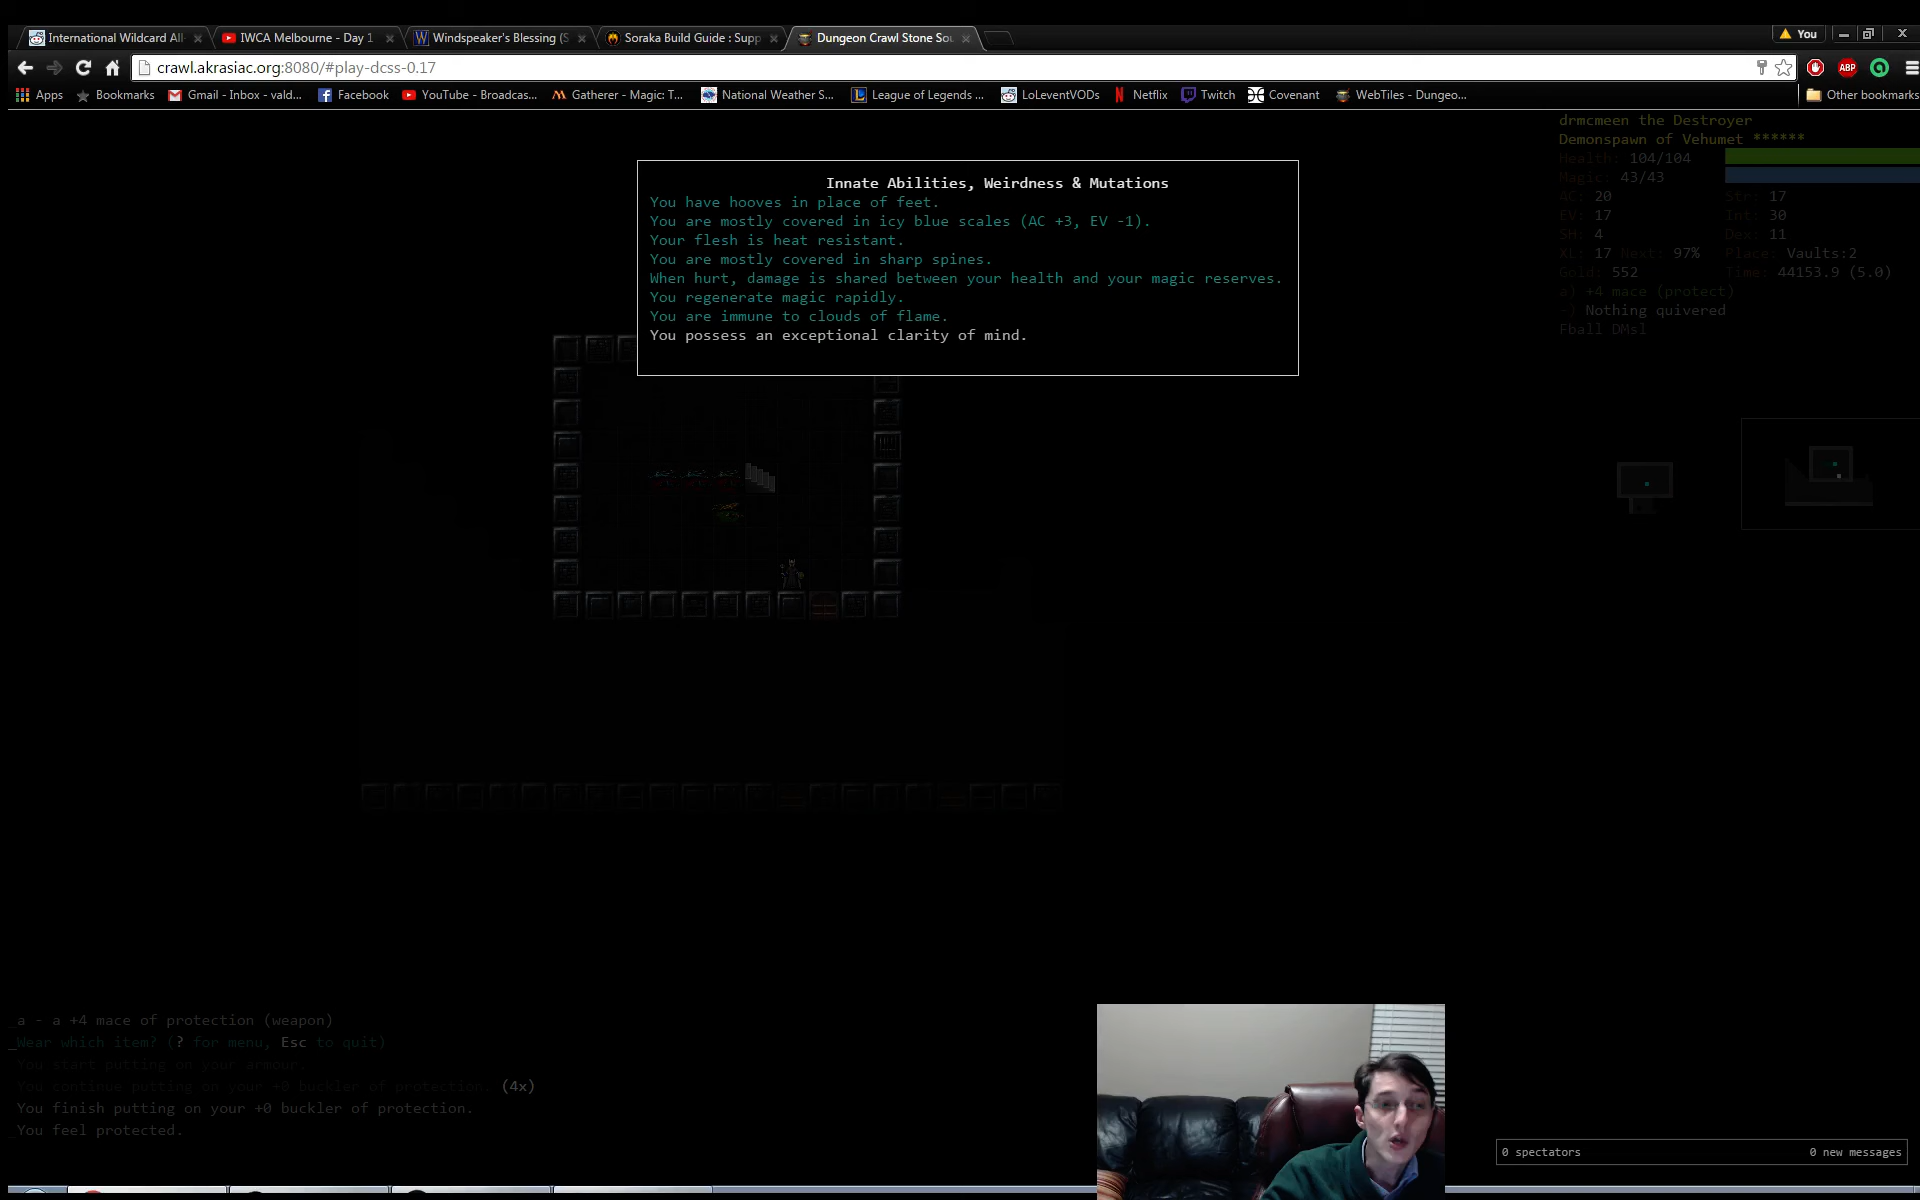 International Wildcard All
IWCA Melbourne - Day 1
Windspeaker's Blessing (S
Soraka Build Guide : Supp
Dungeon Crawl Stone Sou
You
crawl.akrasiac.org:8080/#play-dcss-0.17
ABP
Apps
Bookmarks
Gmail - Inbox - vald...
Facebook
YouTube - Broadcas...
Gatherer - Magic: T...
National Weather S...
League of Legends ...
LoLeventVODs
Netflix
Twitch
Covenant
WebTiles - Dungeo...
Other bookmarks
drmcmeen the Destroyer
Demonspawn of Vehumet ******
Health: 104/104
Magic: 43/43
AC: 20 Str: 17
EV: 17 Int: 30
SH: 4 Dex: 11
XL: 17 Next: 97% Place: Vaults:2
Gold: 552 Time: 44153.9 (5.0)
a) +4 mace (protect)
-) Nothing quivered
Fball DMsl
Innate Abilities, Weirdness & Mutations
You have hooves in place of feet.
You are mostly covered in icy blue scales (AC +3, EV -1).
Your flesh is heat resistant.
You are mostly covered in sharp spines.
When hurt, damage is shared between your health and your magic reserves.
You regenerate magic rapidly.
You are immune to clouds of flame.
You possess an exceptional clarity of mind.
_a - a +4 mace of protection (weapon)
_Wear which item? (? for menu, Esc to quit)
You start putting on your armour.
You continue putting on your +0 buckler of protection. (4x)
You finish putting on your +0 buckler of protection.
_You feel protected.
0 spectators
0 new messages